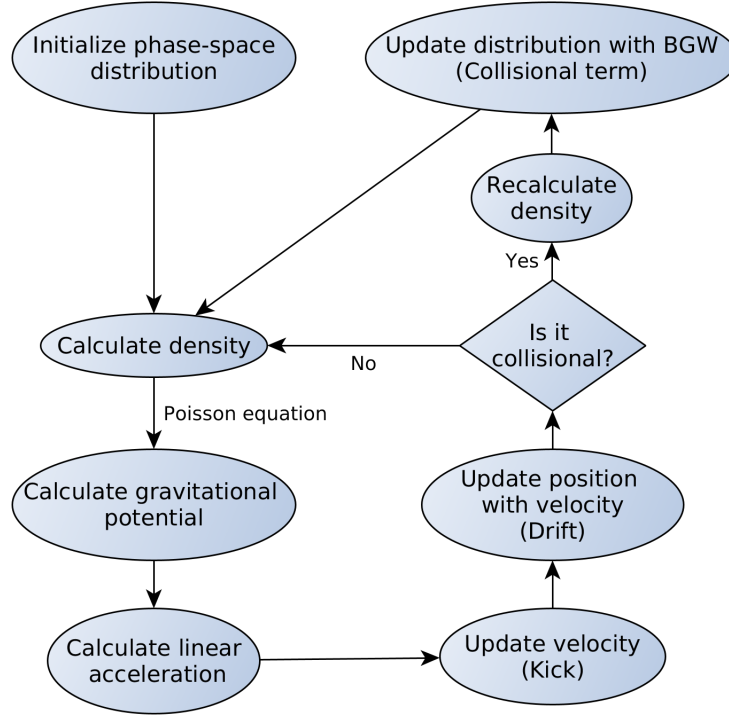 Initialize phase-space
distribution
Update distribution with BGW
(Collisional term)
Recalculate
density
Yes
Is it
collisional?
No
Calculate density
Poisson equation
Calculate gravitational
potential
Update position
with velocity
(Drift)
Calculate linear
acceleration
Update velocity
(Kick)